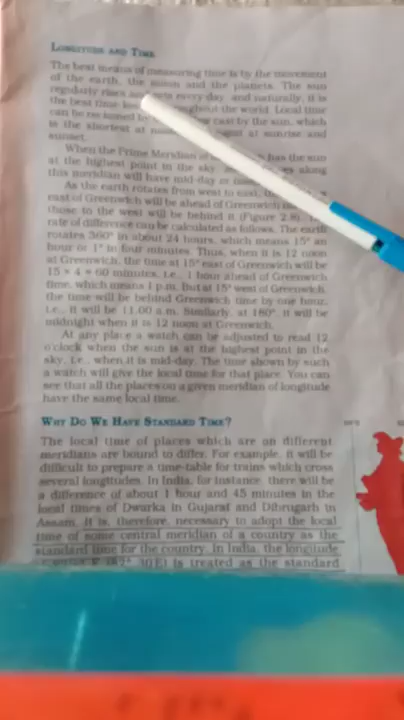 LONGITUDE AND TIME
The best means of measuring time is by the movement
of the earth, the moon and the planets. The sun
regularly rises and sets every day, and naturally, it is
the best time throughout the world. Local time
can be reckoned by cast by the sun, which
is the shortest at at sunrise and
sunset.
When the Prime Meridian of has the sun
at the highest point in the sky, along
this meridian will have mid-day or
As the earth rotates from west to east,
east of Greenwich will be ahead of Greenwich
those to the west will be behind it (Figure 2.8).
rate of difference can be calculated as follows. The earth
rotates 360° in about 24 hours, which means 15° an
hour or 1° in four minutes. Thus, when it is 12 noon
at Greenwich, the time at 15° east of Greenwich will be
15 × 4 = 60 minutes, i.e., 1 hour ahead of Greenwich
time, which means 1 p.m. But at 15° west of Greenwich,
the time will be behind Greenwich time by one hour,
i.e., it will be 11.00 a.m. Similarly, at 180°, it will be
midnight when it is 12 noon at Greenwich.
At any place a watch can be adjusted to read 12
o'clock when the sun is at the highest point in the
sky, i.e., when it is mid-day. The time shown by such
a watch will give the local time for that place. You can
see that all the places on a given meridian of longitude
have the same local time.
WHY DO WE HAVE STANDARD TIME?
The local time of places which are on different
meridians are bound to differ. For example, it will be
difficult to prepare a time-table for trains which cross
several longitudes. In India, for instance, there will be
a difference of about 1 hour and 45 minutes in the
local times of Dwarka in Gujarat and Dibrugarh in
Assam. It is, therefore, necessary to adopt the local
time of some central meridian of a country as the
standard time for the country. In India, the longitude
(82° 30'E) is treated as the standard